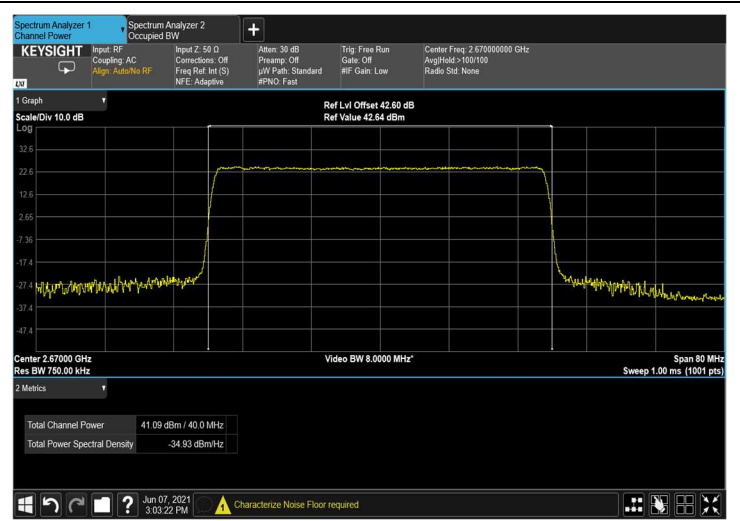 Spectrum Analyzer 1
Channel Power
Spectrum Analyzer 2
Occupied BW
KEYSIGHT
Input: RF
Coupling: AC
Align: Auto/No RF
Input Z: 50 Ω
Corrections: Off
Freq Ref: Int (S)
NFE: Adaptive
Atten: 30 dB
Preamp: Off
µW Path: Standard
#PNO: Fast
Trig: Free Run
Gate: Off
#IF Gain: Low
Center Freq: 2.670000000 GHz
Avg|Hold:>100/100
Radio Std: None
LXI
1 Graph
Scale/Div 10.0 dB
Ref Lvl Offset 42.60 dB
Ref Value 42.64 dBm
Log
32.6
22.6
12.6
2.65
-7.36
-17.4
-27.4
-37.4
-47.4
Center 2.67000 GHz
Res BW 750.00 kHz
Video BW 8.0000 MHz*
Span 80 MHz
Sweep 1.00 ms (1001 pts)
2 Metrics
Total Channel Power 41.09 dBm / 40.0 MHz
Total Power Spectral Density -34.93 dBm/Hz
?
Jun 07, 2021
3:03:22 PM
1
Characterize Noise Floor required